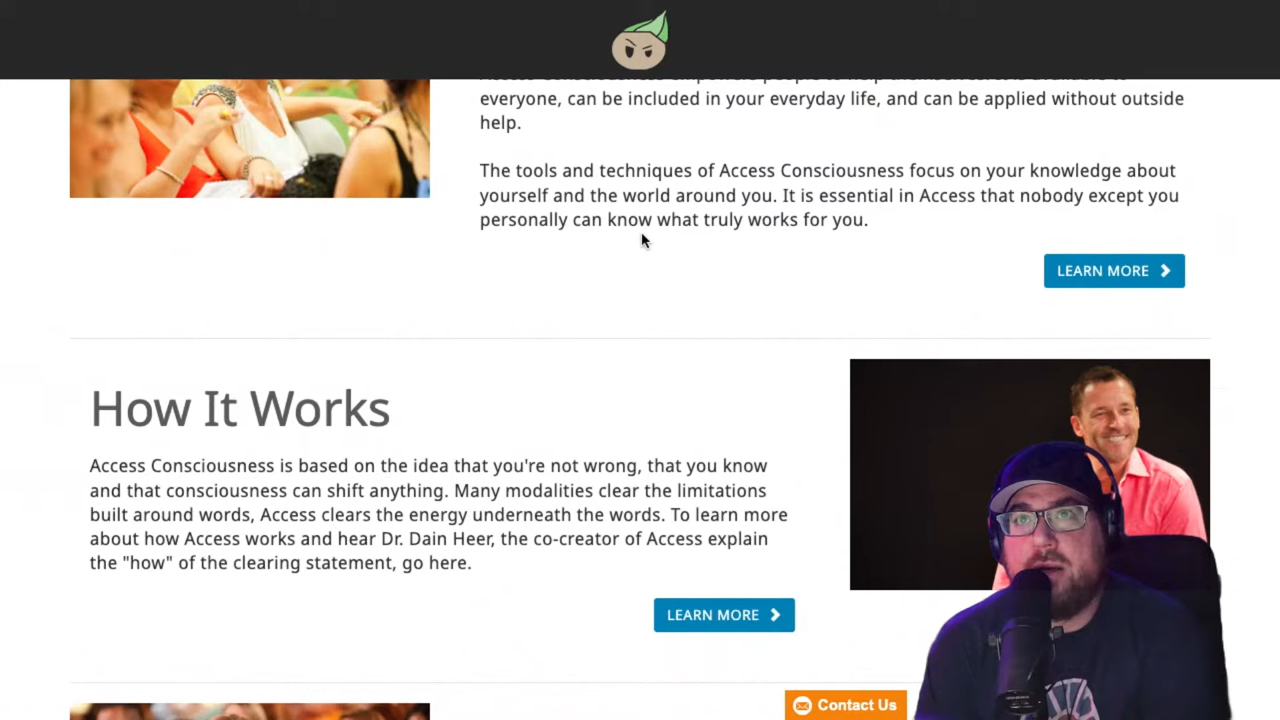 everyone, can be included in your everyday life, and can be applied without outside
help.
The tools and techniques of Access Consciousness focus on your knowledge about
yourself and the world around you. It is essential in Access that nobody except you
personally can know what truly works for you.
LEARN MORE
How It Works
Access Consciousness is based on the idea that you're not wrong, that you know
and that consciousness can shift anything. Many modalities clear the limitations
built around words, Access clears the energy underneath the words. To learn more
about how Access works and hear Dr. Dain Heer, the co-creator of Access explain
the "how" of the clearing statement, go here.
LEARN MORE
Contact Us